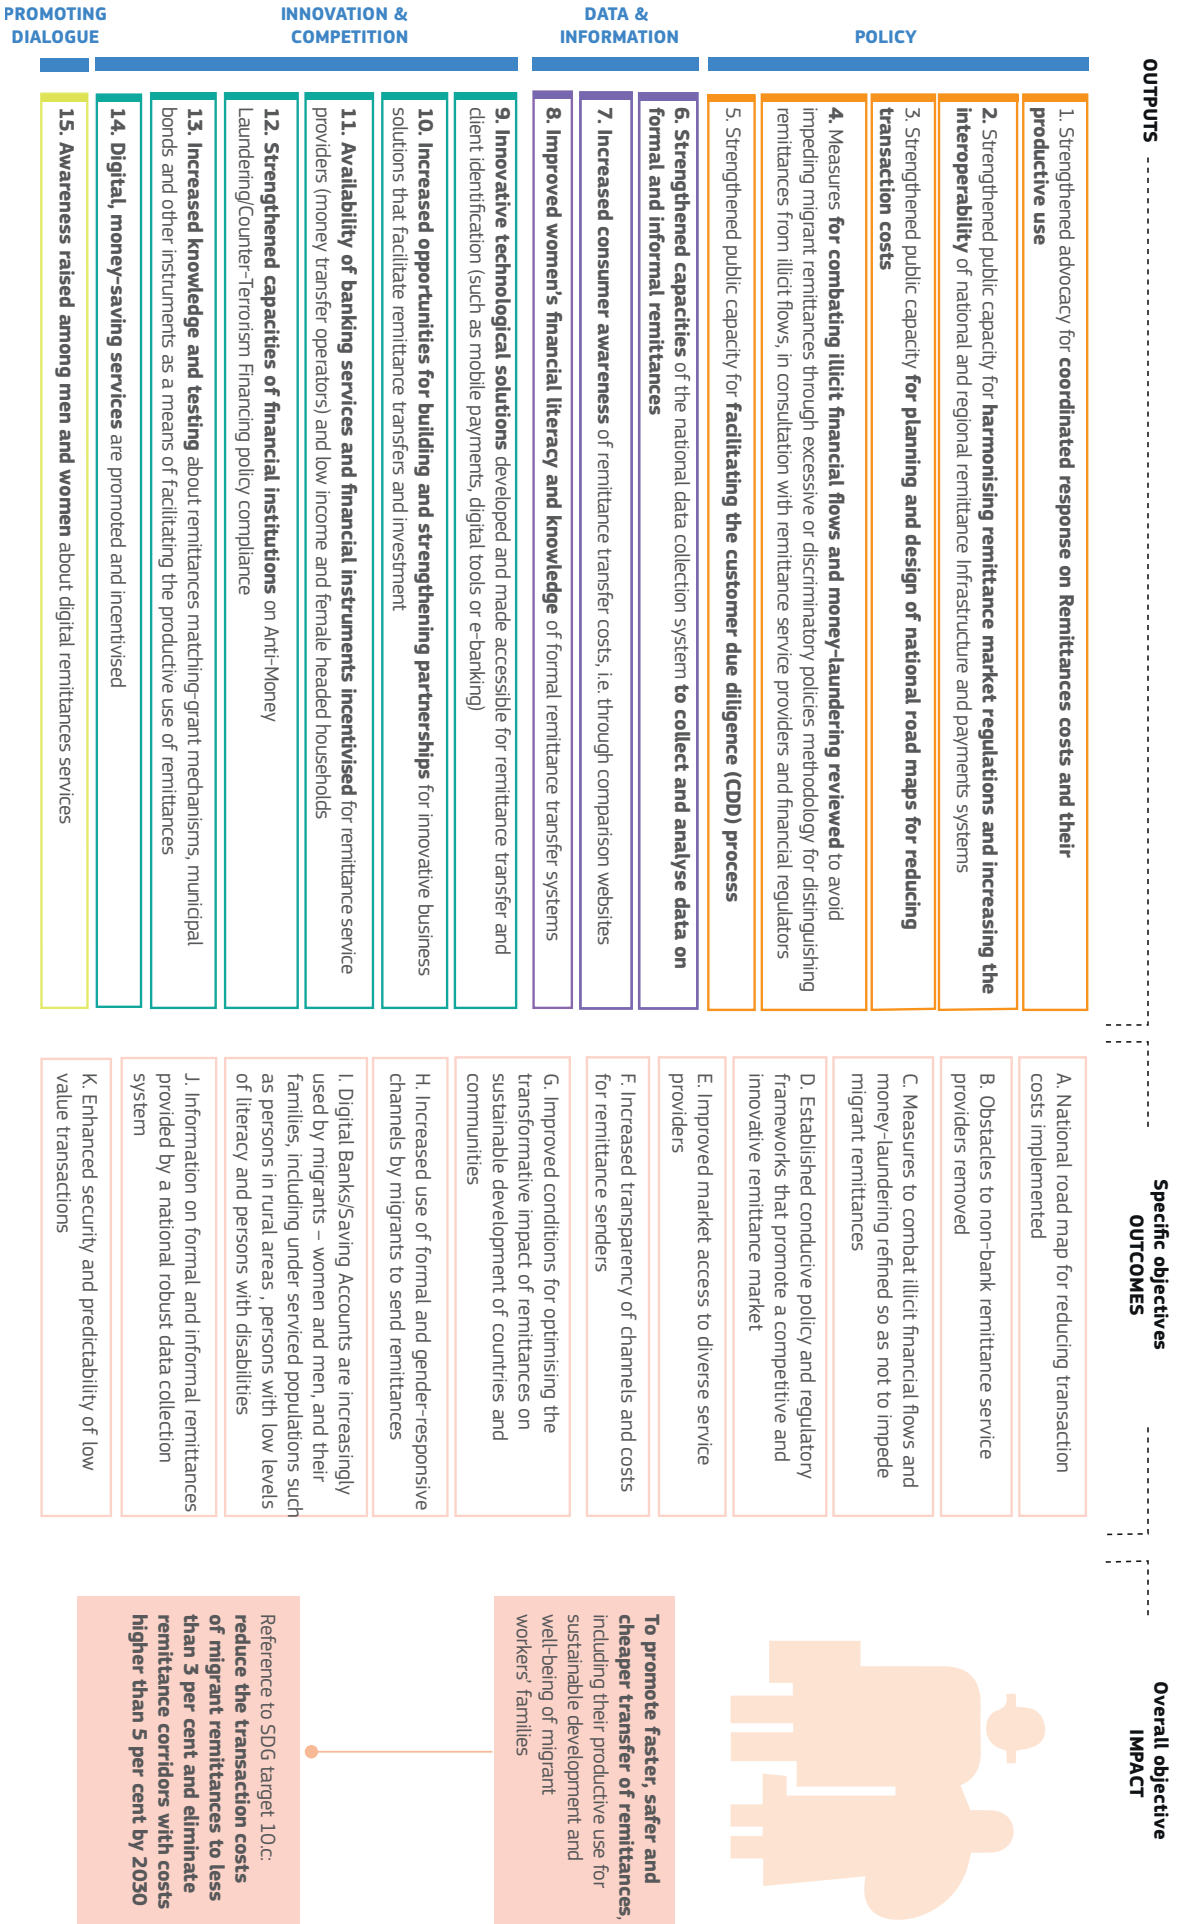 PROMOTING
DIALOGUE
INNOVATION &
COMPETITION
DATA &
INFORMATION
POLICY
OUTPUTS
1. Strengthened advocacy for coordinated response on Remittances costs and their
productive use
2. Strengthened public capacity for harmonising remittance market regulations and increasing the
interoperability of national and regional remittance Infrastructure and payments systems
3. Strengthened public capacity for planning and design of national road maps for reducing
transaction costs
4. Measures for combating illicit financial flows and money-laundering reviewed to avoid
impeding migrant remittances through excessive or discriminatory policies methodology for distinguishing
remittances from illicit flows, in consultation with remittance service providers and financial regulators
5. Strengthened public capacity for facilitating the customer due diligence (CDD) process
6. Strengthened capacities of the national data collection system to collect and analyse data on
formal and informal remittances
7. Increased consumer awareness of remittance transfer costs, i.e. through comparison websites
8. Improved women's financial literacy and knowledge of formal remittance transfer systems
9. Innovative technological solutions developed and made accessible for remittance transfer and
client identification (such as mobile payments, digital tools or e-banking)
10. Increased opportunities for building and strengthening partnerships for innovative business
solutions that facilitate remittance transfers and investment
11. Availability of banking services and financial instruments incentivised for remittance service
providers (money transfer operators) and low income and female headed households
12. Strengthened capacities of financial institutions on Anti-Money
Laundering/Counter-Terrorism Financing policy compliance
13. Increased knowledge and testing about remittances matching-grant mechanisms, municipal
bonds and other instruments as a means of facilitating the productive use of remittances
14. Digital, money-saving services are promoted and incentivised
15. Awareness raised among men and women about digital remittances services
Specific objectives
OUTCOMES
A. National road map for reducing transaction
costs implemented
B. Obstacles to non-bank remittance service
providers removed
C. Measures to combat illicit financial flows and
money-laundering refined so as not to impede
migrant remittances
D. Established conducive policy and regulatory
frameworks that promote a competitive and
innovative remittance market
E. Improved market access to diverse service
providers
F. Increased transparency of channels and costs
for remittance senders
G. Improved conditions for optimising the
transformative impact of remittances on
sustainable development of countries and
communities
H. Increased use of formal and gender-responsive
channels by migrants to send remittances
I. Digital Banks/Saving Accounts are increasingly
used by migrants – women and men, and their
families, including under serviced populations such
as persons in rural areas , persons with low levels
of literacy and persons with disabilities
J. Information on formal and informal remittances
provided by a national robust data collection
system
K. Enhanced security and predictability of low
value transactions
Overall objective
IMPACT
To promote faster, safer and
cheaper transfer of remittances,
including their productive use for
sustainable development and
well-being of migrant
workers' families
Reference to SDG target 10.c:
reduce the transaction costs
of migrant remittances to less
than 3 per cent and eliminate
remittance corridors with costs
higher than 5 per cent by 2030